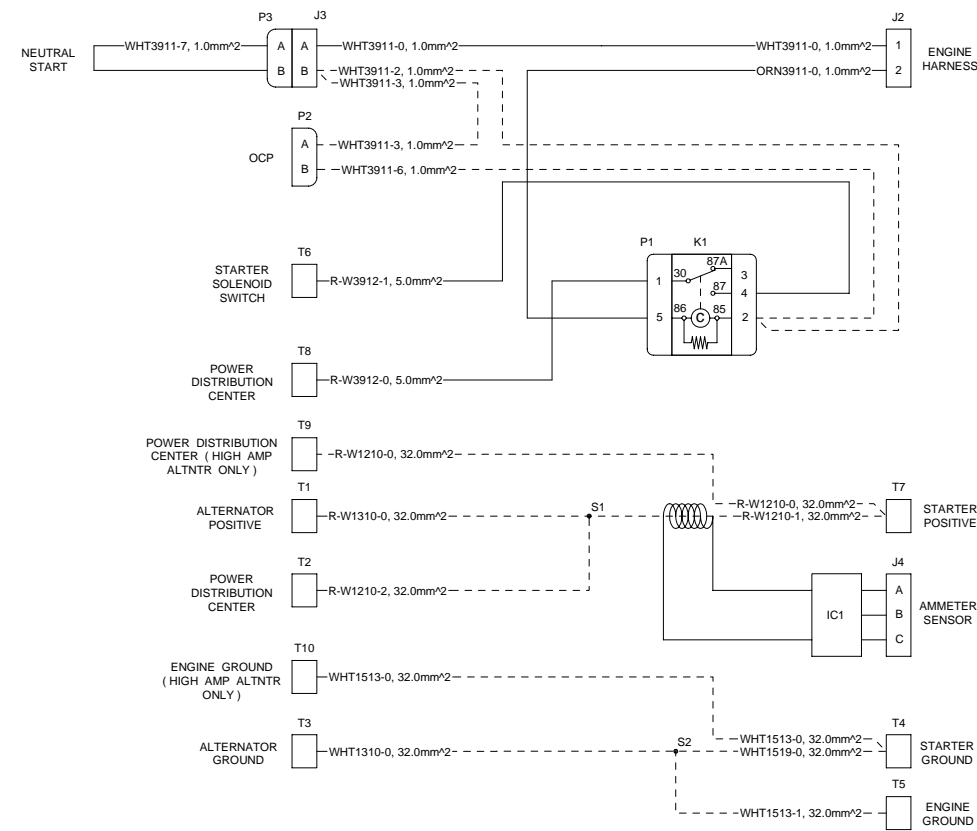 P3 J3 J2
NEUTRAL
START
WHT3911-7, 1.0mm^2
A A
B B
WHT3911-0, 1.0mm^2
WHT3911-0, 1.0mm^2
1
2
ENGINE
HARNESS
WHT3911-2, 1.0mm^2
WHT3911-3, 1.0mm^2
ORN3911-0, 1.0mm^2
P2
OCP
A
B
WHT3911-3, 1.0mm^2
WHT3911-6, 1.0mm^2
P1 K1
1
5
30
87A
87
86
85
C
3
4
2
T6
STARTER
SOLENOID
SWITCH
R-W3912-1, 5.0mm^2
T8
POWER
DISTRIBUTION
CENTER
R-W3912-0, 5.0mm^2
T9
POWER DISTRIBUTION
CENTER (HIGH AMP
ALTNTR ONLY)
R-W1210-0, 32.0mm^2
T1
ALTERNATOR
POSITIVE
R-W1310-0, 32.0mm^2
S1
R-W1210-0, 32.0mm^2
R-W1210-1, 32.0mm^2
T7
STARTER
POSITIVE
T2
POWER
DISTRIBUTION
CENTER
R-W1210-2, 32.0mm^2
IC1
J4
A
B
C
AMMETER
SENSOR
T10
ENGINE GROUND
(HIGH AMP ALTNTR
ONLY)
WHT1513-0, 32.0mm^2
T3
ALTERNATOR
GROUND
WHT1310-0, 32.0mm^2
S2
WHT1513-0, 32.0mm^2
WHT1519-0, 32.0mm^2
T4
STARTER
GROUND
WHT1513-1, 32.0mm^2
T5
ENGINE
GROUND